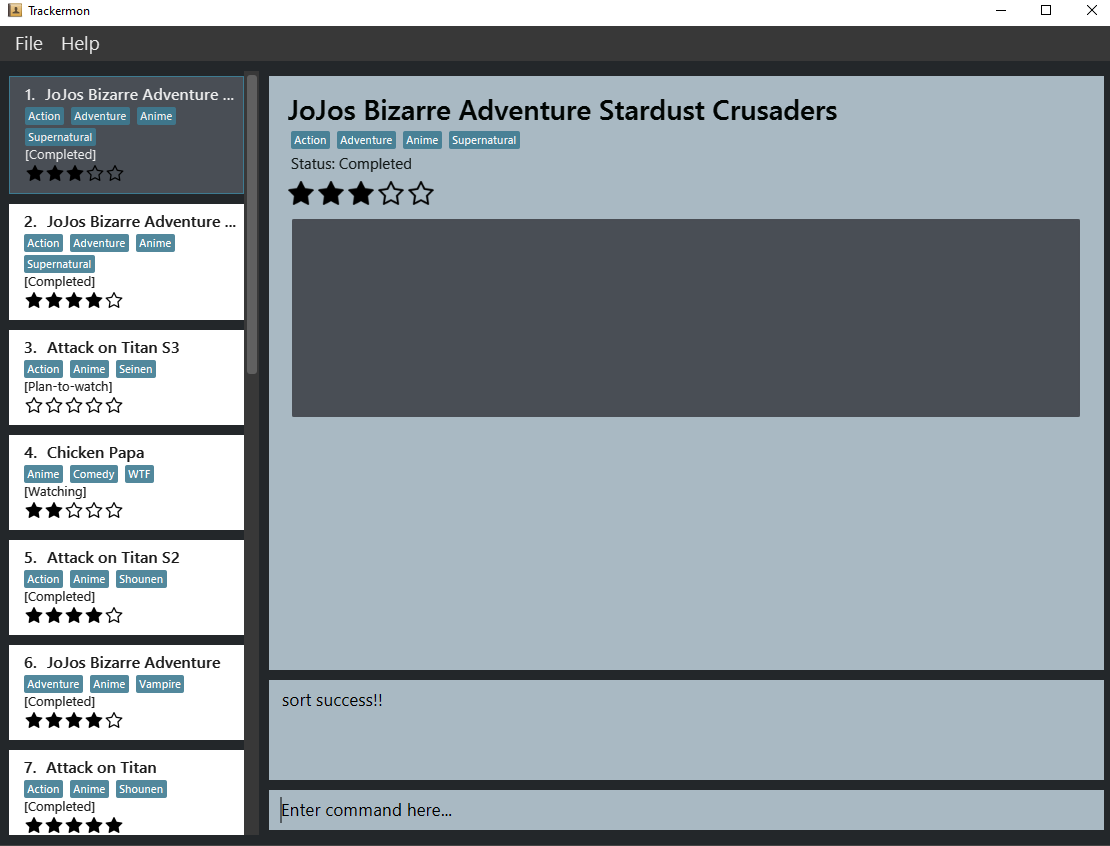 Trackermon
File Help
1. JoJos Bizarre Adventure ...
Action Adventure Anime
Supernatural
[Completed]
2. JoJos Bizarre Adventure ...
Action Adventure Anime
Supernatural
[Completed]
3. Attack on Titan S3
Action Anime Seinen
[Plan-to-watch]
4. Chicken Papa
Anime Comedy WTF
[Watching]
5. Attack on Titan S2
Action Anime Shounen
[Completed]
6. JoJos Bizarre Adventure
Adventure Anime Vampire
[Completed]
7. Attack on Titan
Action Anime Shounen
[Completed]
JoJos Bizarre Adventure Stardust Crusaders
Action Adventure Anime Supernatural
Status: Completed
sort success!!
Enter command here...